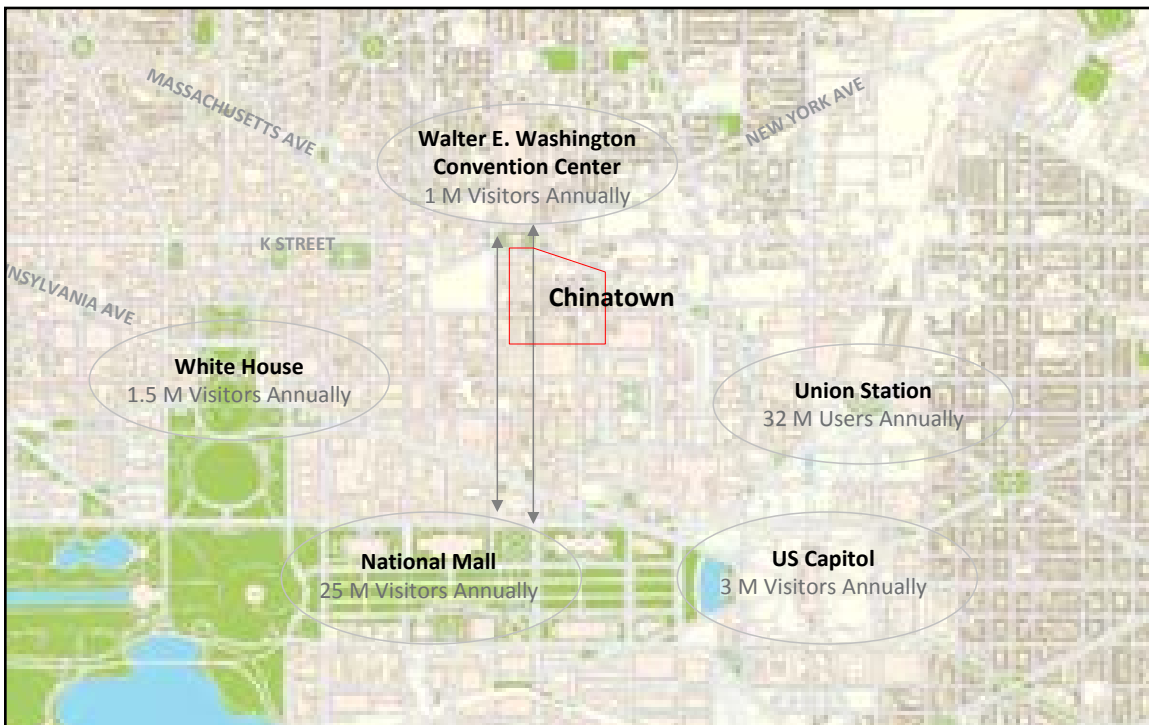 MASSACHUSETTS AVE
NEW YORK AVE
Walter E. Washington
Convention Center
1 M Visitors Annually
K STREET
NNSYLVANIA AVE
Chinatown
White House
1.5 M Visitors Annually
Union Station
32 M Users Annually
National Mall
25 M Visitors Annually
US Capitol
3 M Visitors Annually